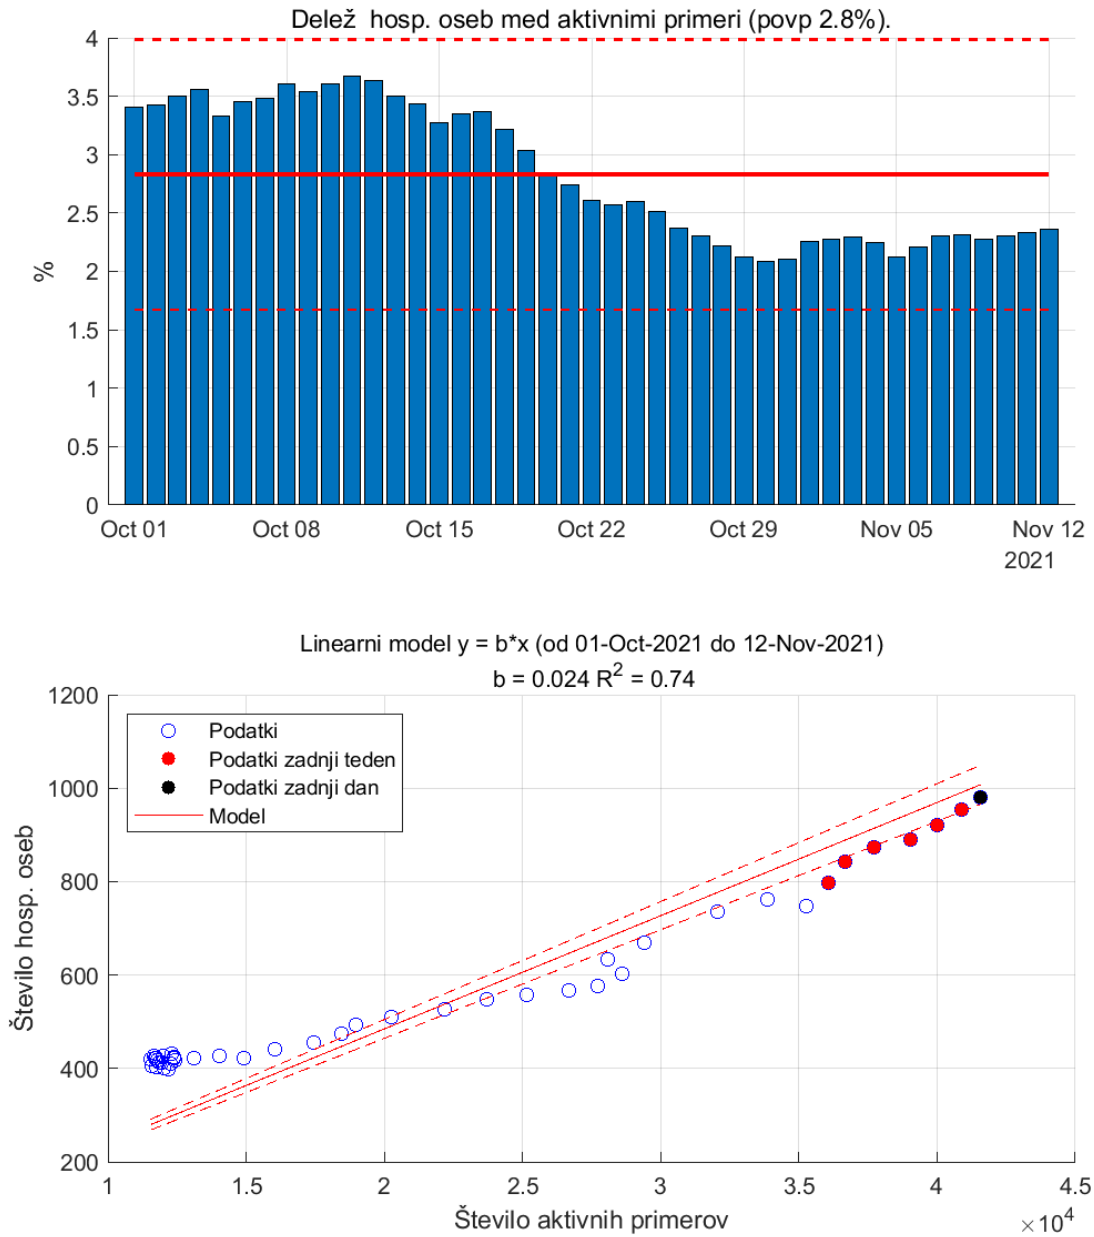 Delež  hosp. oseb med aktivnimi primeri (povp 2.8%).
4
3.5
3
2.5
2
1.5
1
0.5
0
%
Oct 01 Oct 08 Oct 15 Oct 22 Oct 29 Nov 05 Nov 12
2021
Linearni model y = b*x (od 01-Oct-2021 do 12-Nov-2021)
b = 0.024 R² = 0.74
1200
1000
800
600
400
200
Število hosp. oseb
Podatki
Podatki zadnji teden
Podatki zadnji dan
Model
1 1.5 2 2.5 3 3.5 4 4.5
Število aktivnih primerov
×10⁴